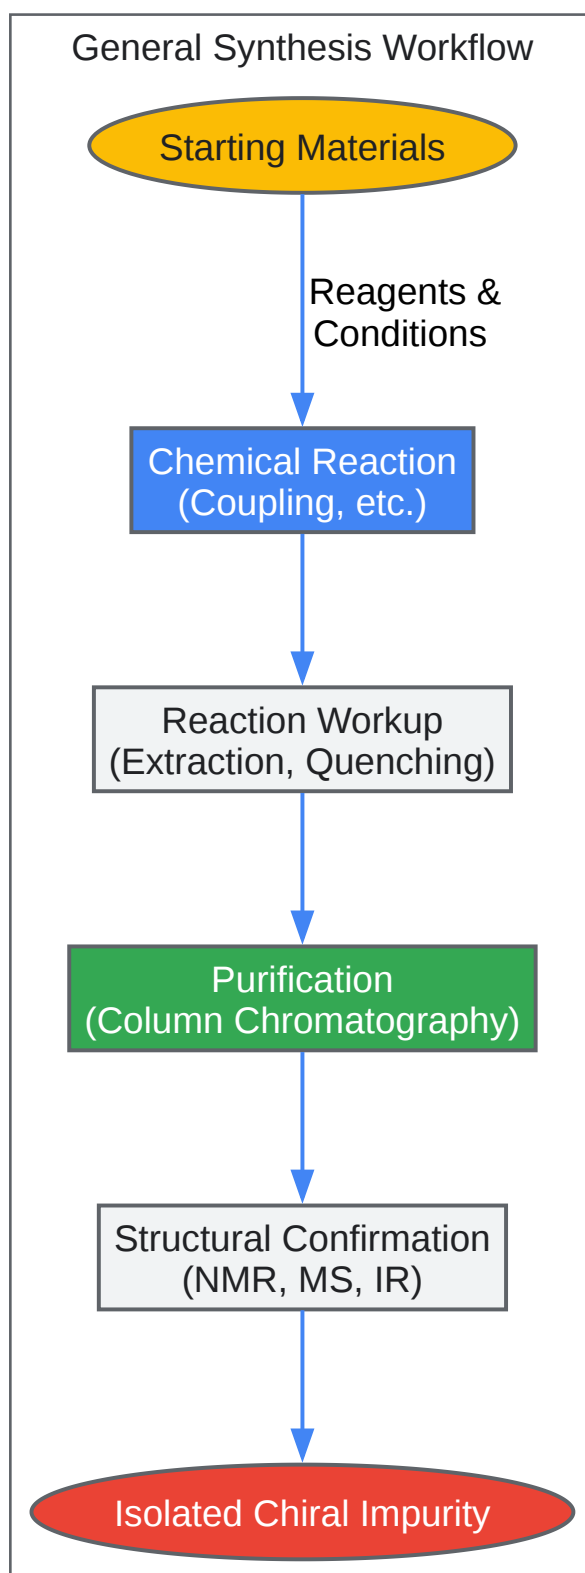 General Synthesis Workflow
Starting Materials
Reagents &
Conditions
Chemical Reaction
(Coupling, etc.)
Reaction Workup
(Extraction, Quenching)
Purification
(Column Chromatography)
Structural Confirmation
(NMR, MS, IR)
Isolated Chiral Impurity